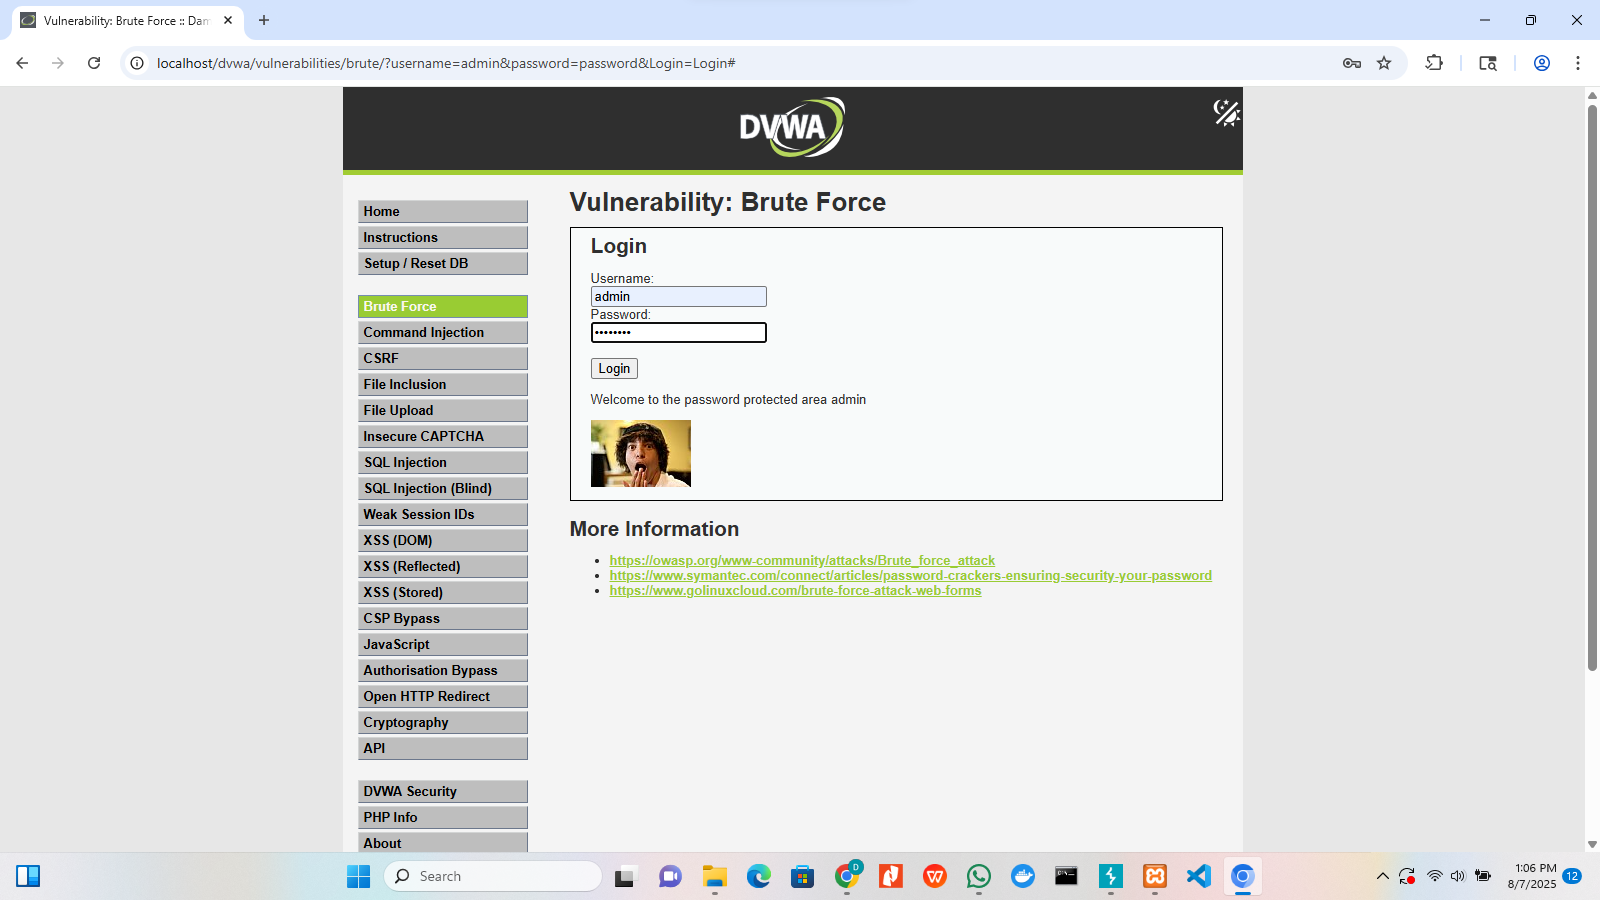 Vulnerability: Brute Force :: Dam
localhost/dvwa/vulnerabilities/brute/?username=admin&password=password&Login=Login#
DVWA
Home
Instructions
Setup / Reset DB
Brute Force
Command Injection
CSRF
File Inclusion
File Upload
Insecure CAPTCHA
SQL Injection
SQL Injection (Blind)
Weak Session IDs
XSS (DOM)
XSS (Reflected)
XSS (Stored)
CSP Bypass
JavaScript
Authorisation Bypass
Open HTTP Redirect
Cryptography
API
DVWA Security
PHP Info
About
Vulnerability: Brute Force
Login
Username:
admin
Password:
••••••••
Login
Welcome to the password protected area admin
More Information
https://owasp.org/www-community/attacks/Brute_force_attack
https://www.symantec.com/connect/articles/password-crackers-ensuring-security-your-password
https://www.golinuxcloud.com/brute-force-attack-web-forms
Search
D
1:06 PM
8/7/2025
12